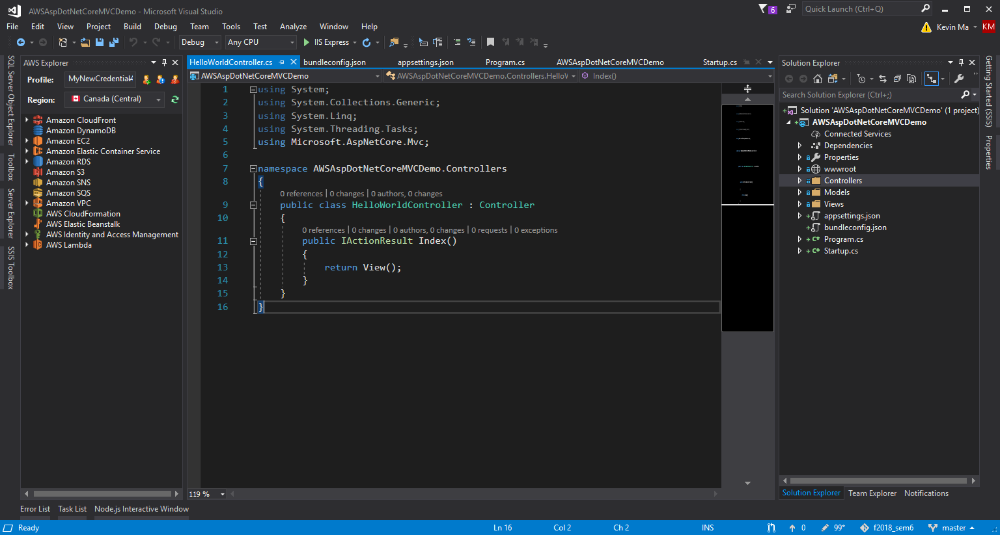 AWSAspDotNetCoreMVCDemo - Microsoft Visual Studio
6
Quick Launch (Ctrl+Q)
File Edit View Project Build Debug Team Tools Test Analyze Window Help
Kevin Ma
KM
Debug
Any CPU
IIS Express
SQL Server Object Explorer
Toolbox
Server Explorer
SSIS Toolbox
AWS Explorer
Profile:
MyNewCredential
Region:
Canada (Central)
Amazon CloudFront
Amazon DynamoDB
Amazon EC2
Amazon Elastic Container Service
Amazon RDS
Amazon S3
Amazon SNS
Amazon SQS
Amazon VPC
AWS CloudFormation
AWS Elastic Beanstalk
AWS Identity and Access Management
AWS Lambda
HelloWorldController.cs bundleconfig.json appsettings.json Program.cs AWSAspDotNetCoreMVCDemo Startup.cs
AWSAspDotNetCoreMVCDemo
AWSAspDotNetCoreMVCDemo.Controllers.HelloW
Index()
1 using System;
2 using System.Collections.Generic;
3 using System.Linq;
4 using System.Threading.Tasks;
5 using Microsoft.AspNetCore.Mvc;
6
7 namespace AWSAspDotNetCoreMVCDemo.Controllers
8 {
0 references | 0 changes | 0 authors, 0 changes
9 public class HelloWorldController : Controller
10 {
0 references | 0 changes | 0 authors, 0 changes | 0 requests | 0 exceptions
11 public IActionResult Index()
12 {
13 return View();
14 }
15 }
16 }
119 %
Solution Explorer
Search Solution Explorer (Ctrl+;)
Solution 'AWSAspDotNetCoreMVCDemo' (1 project)
AWSAspDotNetCoreMVCDemo
Connected Services
Dependencies
Properties
wwwroot
Controllers
Models
Views
appsettings.json
bundleconfig.json
C# Program.cs
C# Startup.cs
Solution Explorer Team Explorer Notifications
Getting Started (SSIS)
Properties
Error List Task List Node.js Interactive Window
Ready
Ln 16
Col 2
Ch 2
INS
0
99*
f2018_sem6
master